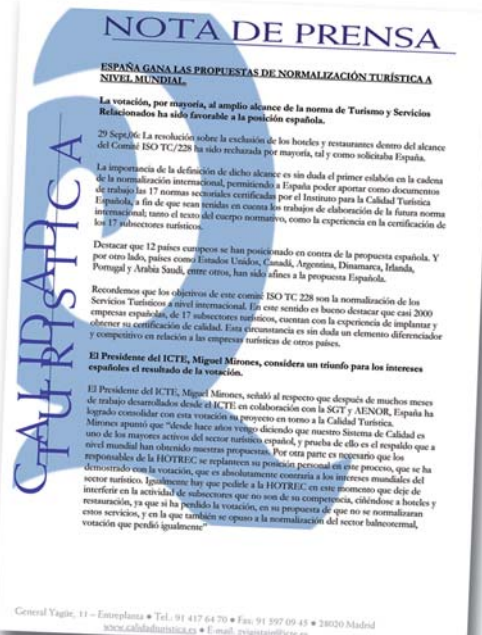 NOTA DE PRENSA
ESPAÑA GANA LAS PROPUESTAS DE NORMALIZACIÓN TURÍSTICA A
NIVEL MUNDIAL.
La votación, por mayoría, al amplio alcance de la norma de Turismo y Servicios
Relacionados ha sido favorable a la posición española.
29 Sept,06: La resolución sobre la exclusión de los hoteles y restaurantes dentro del alcance
del Comité ISO TC/228 ha sido rechazada por mayoría, tal y como solicitaba España.
La importancia de la definición de dicho alcance es sin duda el primer eslabón en la cadena
de la normalización internacional, permitiendo a España poder aportar como documentos
de trabajo las 17 normas sectoriales certificadas por el Instituto para la Calidad Turística
Española, a fin de que sean tenidas en cuenta los trabajos de elaboración de la futura norma
internacional; tanto el texto del cuerpo normativo, como la experiencia en la certificación de
los 17 subsectores turísticos.
Destacar que 12 países europeos se han posicionado en contra de la propuesta española. Y
por otro lado, países como Estados Unidos, Canadá, Argentina, Dinamarca, Irlanda,
Portugal y Arabia Saudí, entre otros, han sido afines a la propuesta Española.
Recordemos que los objetivos de este comité ISO TC 228 son la normalización de los
Servicios Turísticos a nivel internacional. En este sentido es bueno destacar que casi 2000
empresas españolas, de 17 subsectores turísticos, cuentan con la experiencia de implantar y
obtener su certificación de calidad. Esta circunstancia es sin duda un elemento diferenciador
y competitivo en relación a las empresas turísticas de otros países.
El Presidente del ICTE, Miguel Mirones, considera un triunfo para los intereses
españoles el resultado de la votación.
El Presidente del ICTE, Miguel Mirones, señaló al respecto que después de muchos meses
de trabajo desarrollados desde el ICTE en colaboración con la SGT y AENOR, España ha
logrado consolidar con esta votación su proyecto en torno a la Calidad Turística.
Mirones apuntó que "desde hace años vengo diciendo que nuestro Sistema de Calidad es
uno de los mayores activos del sector turístico español, y prueba de ello es el respaldo que a
nivel mundial han obtenido nuestras propuestas. Por otra parte es necesario que los
responsables de la HOTREC se replanteen su posición personal en este proceso, que se ha
demostrado con la votación, que es absolutamente contraria a los intereses mundiales del
sector turístico. Igualmente hay que pedirle a la HOTREC en este momento que deje de
interferir en la actividad de subsectores que no son de su competencia, ciñéndose a hoteles y
restauración, ya que si ha perdido la votación, en su propuesta de que no se normalizaran
estos servicios, y en la que también se opuso a la normalización del sector balneotermal,
votación que perdió igualmente"
CALIDAD
TURÍSTICA
General Yagüe, 11 – Entreplanta • Tel.: 91 417 64 70 • Fax: 91 597 09 45 • 28020 Madrid
www.calidadturistica.es • E-mail: